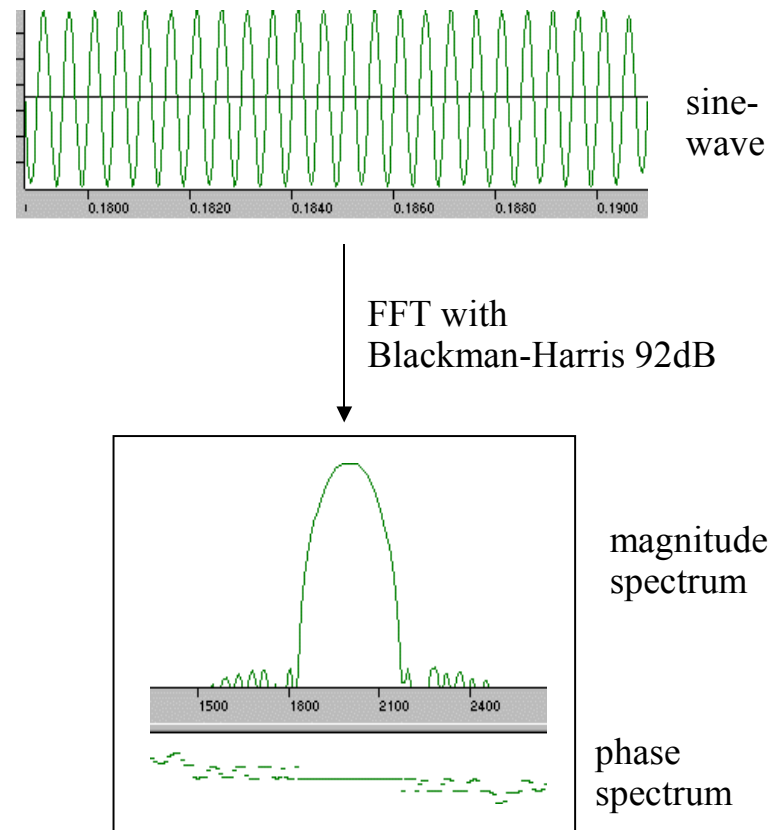 sine-
wave
0.1800 0.1820 0.1840 0.1860 0.1880 0.1900
FFT with
Blackman-Harris 92dB
magnitude
spectrum
1500 1800 2100 2400
phase
spectrum